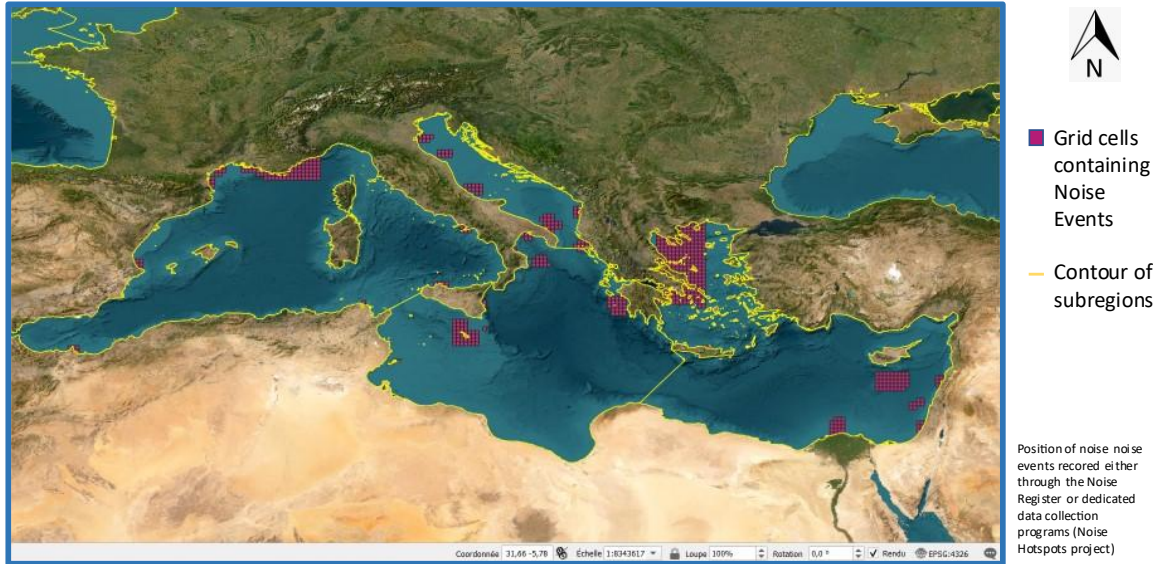 N
Grid cells
containing
Noise
Events
Contour of
subregions
Position of noise noise
events recored either
through the Noise
Register or dedicated
data collection
programs (Noise
Hotspots project)
Coordonnée 31,66 -5,78 Échelle 1:8343617 Loupe 100% Rotation 0,0 ° Rendu EPSG:4326